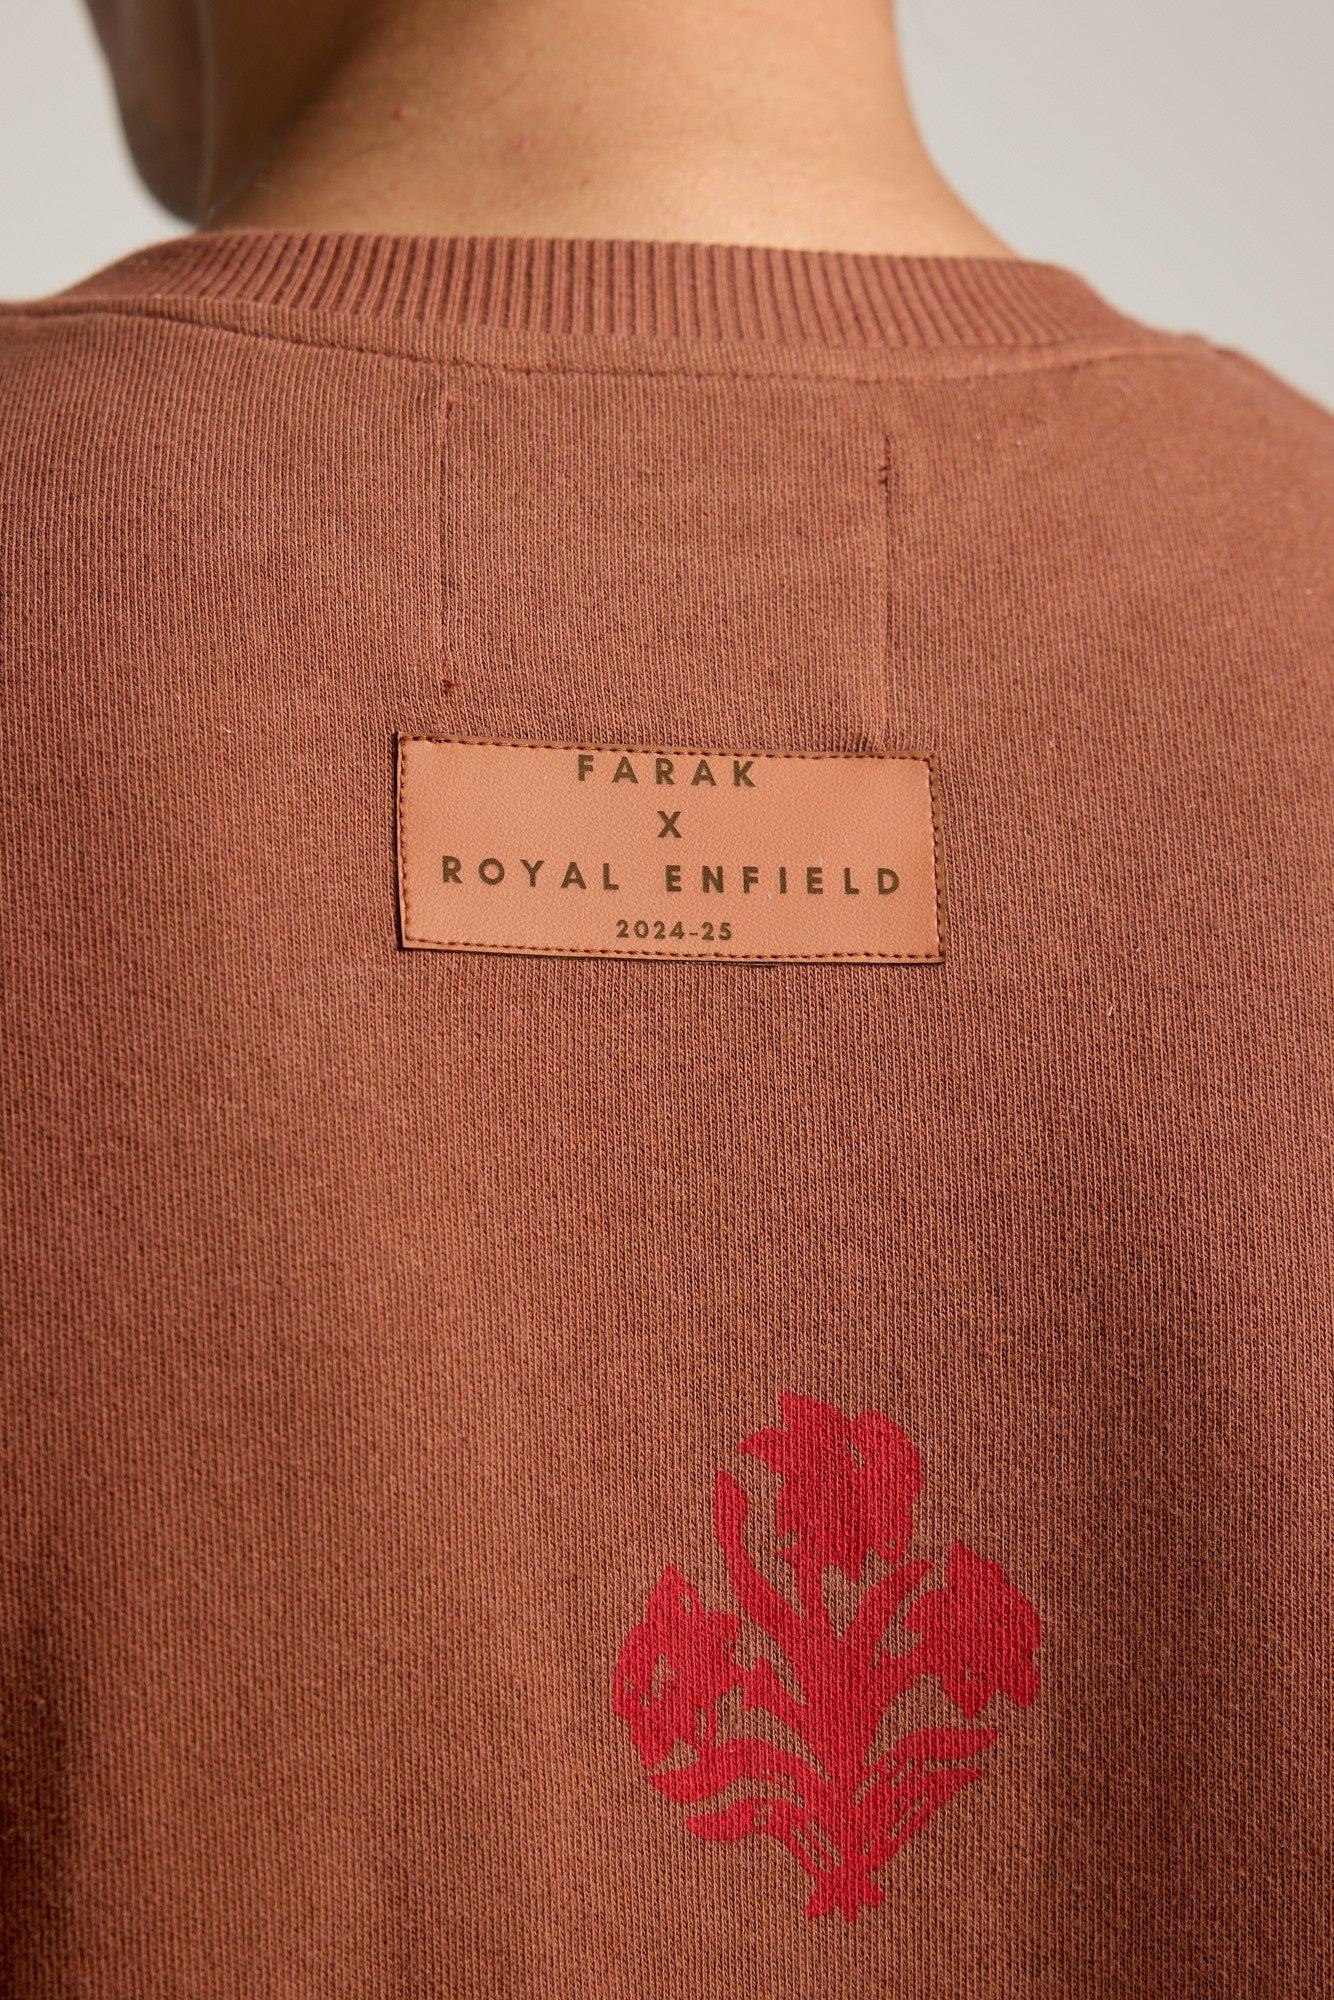 FARAK
X
ROYAL ENFIELD
2024-25